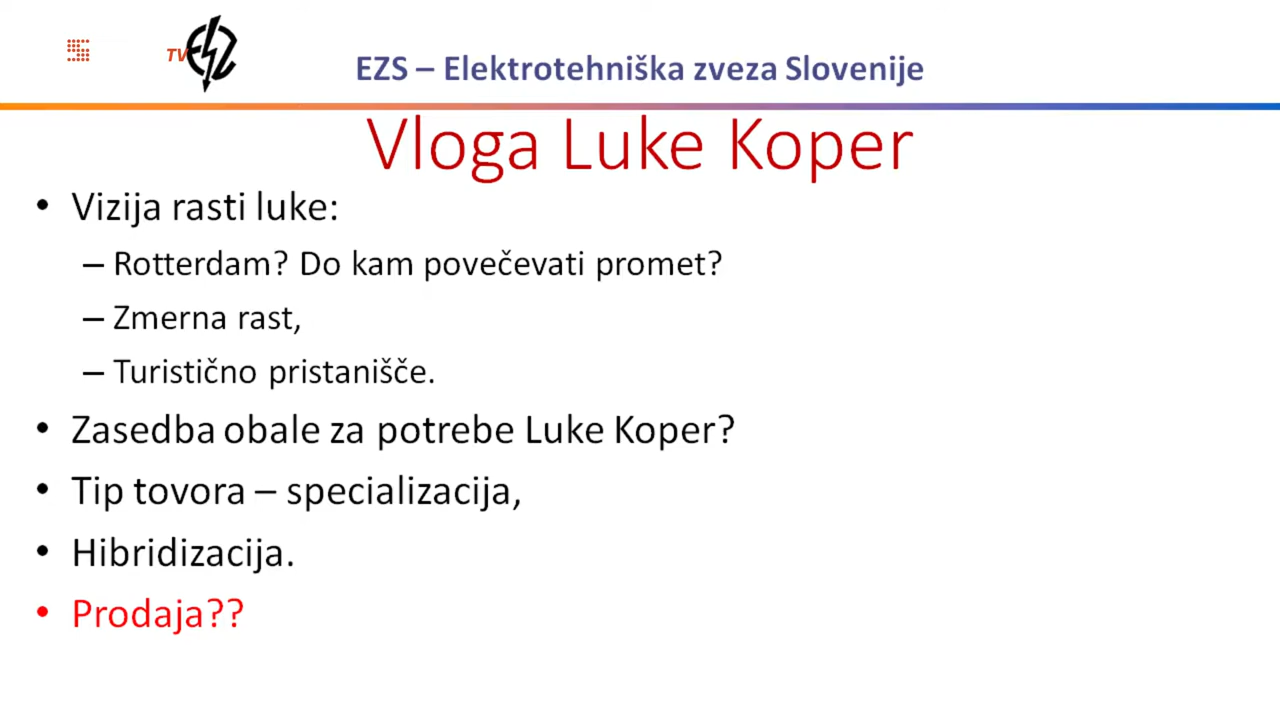 TV EZS
EZS – Elektrotehniška zveza Slovenije
Vloga Luke Koper
• Vizija rasti luke:
– Rotterdam? Do kam povečevati promet?
– Zmerna rast,
– Turistično pristanišče.
• Zasedba obale za potrebe Luke Koper?
• Tip tovora – specializacija,
• Hibridizacija.
• Prodaja??